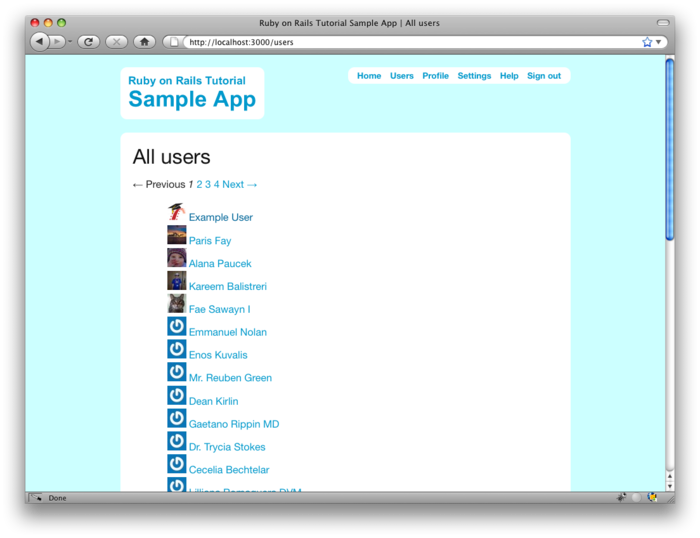 Ruby on Rails Tutorial Sample App | All users
http://localhost:3000/users
Ruby on Rails Tutorial
Sample App
Home Users Profile Settings Help Sign out
All users
← Previous 1 2 3 4 Next →
Example User
Paris Fay
Alana Paucek
Kareem Balistreri
Fae Sawayn I
Emmanuel Nolan
Enos Kuvalis
Mr. Reuben Green
Dean Kirlin
Gaetano Rippin MD
Dr. Trycia Stokes
Cecelia Bechtelar
Done